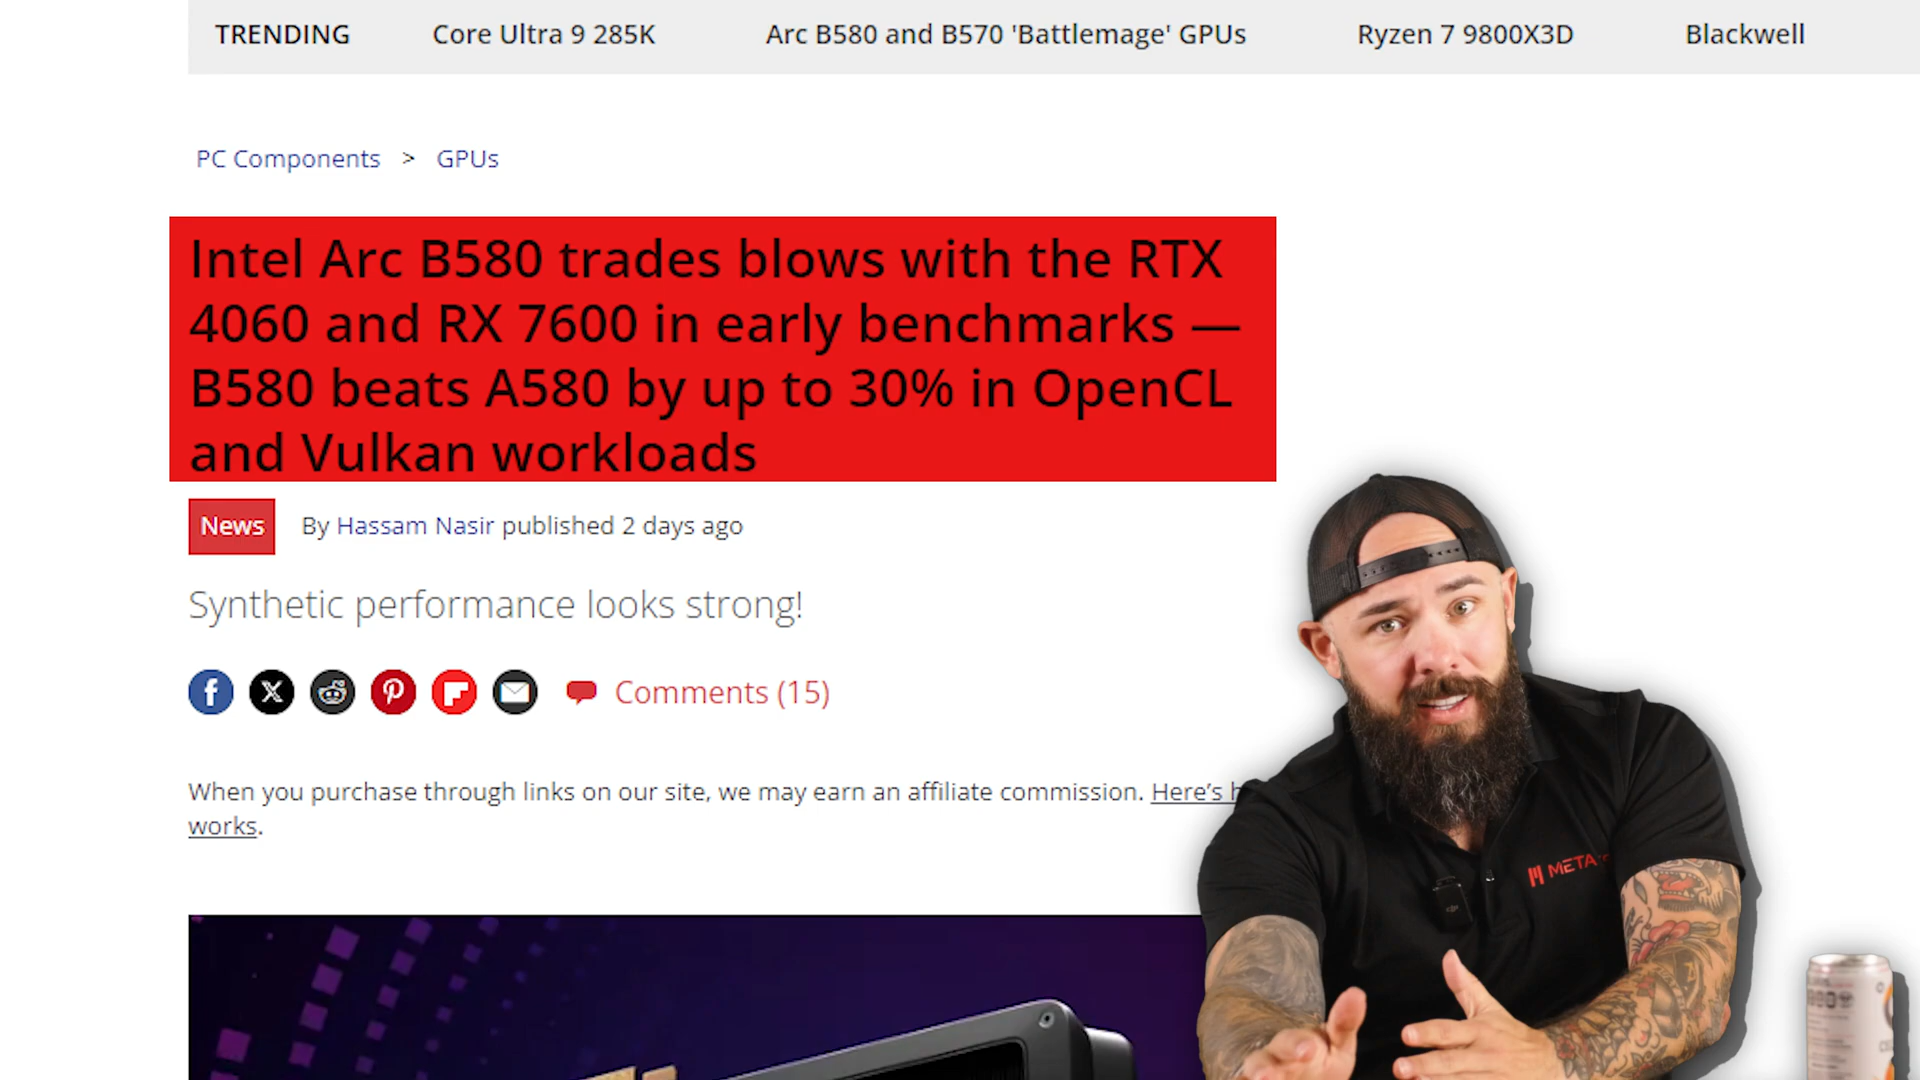 TRENDING Core Ultra 9 285K Arc B580 and B570 'Battlemage' GPUs Ryzen 7 9800X3D Blackwell
PC Components > GPUs
Intel Arc B580 trades blows with the RTX
4060 and RX 7600 in early benchmarks —
B580 beats A580 by up to 30% in OpenCL
and Vulkan workloads
News By Hassam Nasir published 2 days ago
Synthetic performance looks strong!
Comments (15)
When you purchase through links on our site, we may earn an affiliate commission. Here's
works.
META